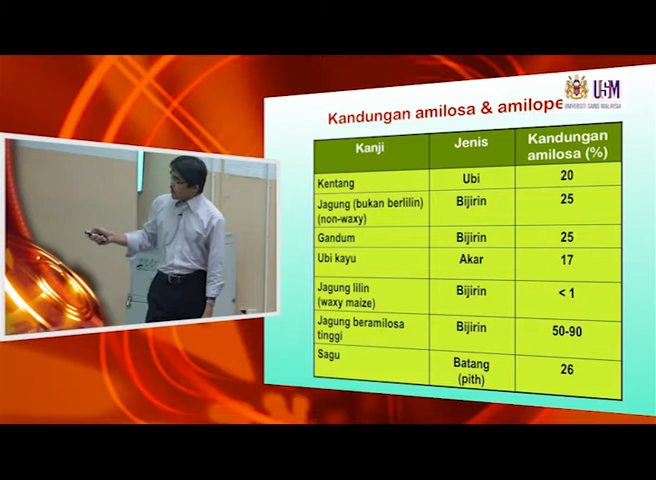 USM
UNIVERSITI SAINS MALAYSIA
Kandungan amilosa & amilope
Kanji Jenis Kandungan
amilosa (%)
Kentang Ubi 20
Jagung (bukan berlilin) Bijirin 25
(non-waxy)
Gandum Bijirin 25
Ubi kayu Akar 17
Jagung lilin Bijirin < 1
(waxy maize)
Jagung beramilosa Bijirin 50-90
tinggi
Sagu Batang 26
(pith)